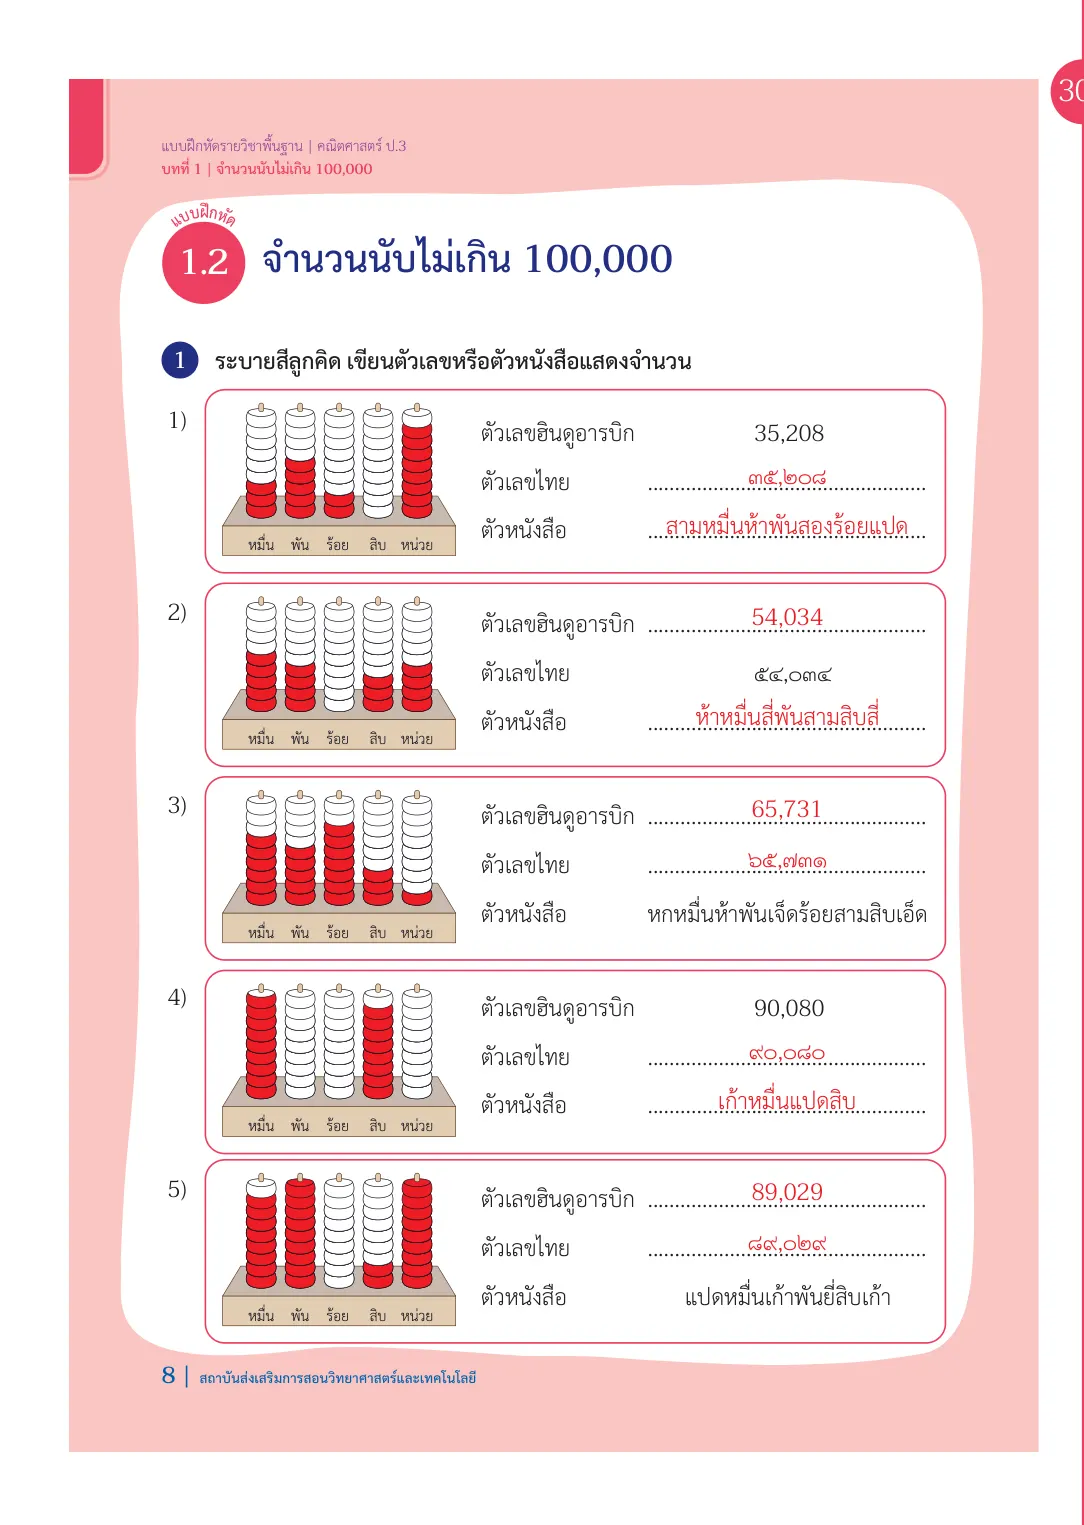 30
แบบฝึกหัดรายวิชาพื้นฐาน | คณิตศาสตร์ ป.3
บทที่ 1 | จำนวนนับไม่เกิน 100,000
แบบฝึกหัด
1.2 จำนวนนับไม่เกิน 100,000
1 ระบายสีลูกคิด เขียนตัวเลขหรือตัวหนังสือแสดงจำนวน
1)
ตัวเลขฮินดูอารบิก 35,208
ตัวเลขไทย ๓๕,๒๐๘
ตัวหนังสือ สามหมื่นห้าพันสองร้อยแปด
หมื่น พัน ร้อย สิบ หน่วย
2)
ตัวเลขฮินดูอารบิก 54,034
ตัวเลขไทย ๕๔,๐๓๔
ตัวหนังสือ ห้าหมื่นสี่พันสามสิบสี่
หมื่น พัน ร้อย สิบ หน่วย
3)
ตัวเลขฮินดูอารบิก 65,731
ตัวเลขไทย ๖๕,๗๓๑
ตัวหนังสือ หกหมื่นห้าพันเจ็ดร้อยสามสิบเอ็ด
หมื่น พัน ร้อย สิบ หน่วย
4)
ตัวเลขฮินดูอารบิก 90,080
ตัวเลขไทย ๙๐,๐๘๐
ตัวหนังสือ เก้าหมื่นแปดสิบ
หมื่น พัน ร้อย สิบ หน่วย
5)
ตัวเลขฮินดูอารบิก 89,029
ตัวเลขไทย ๘๙,๐๒๙
ตัวหนังสือ แปดหมื่นเก้าพันยี่สิบเก้า
หมื่น พัน ร้อย สิบ หน่วย
8 | สถาบันส่งเสริมการสอนวิทยาศาสตร์และเทคโนโลยี